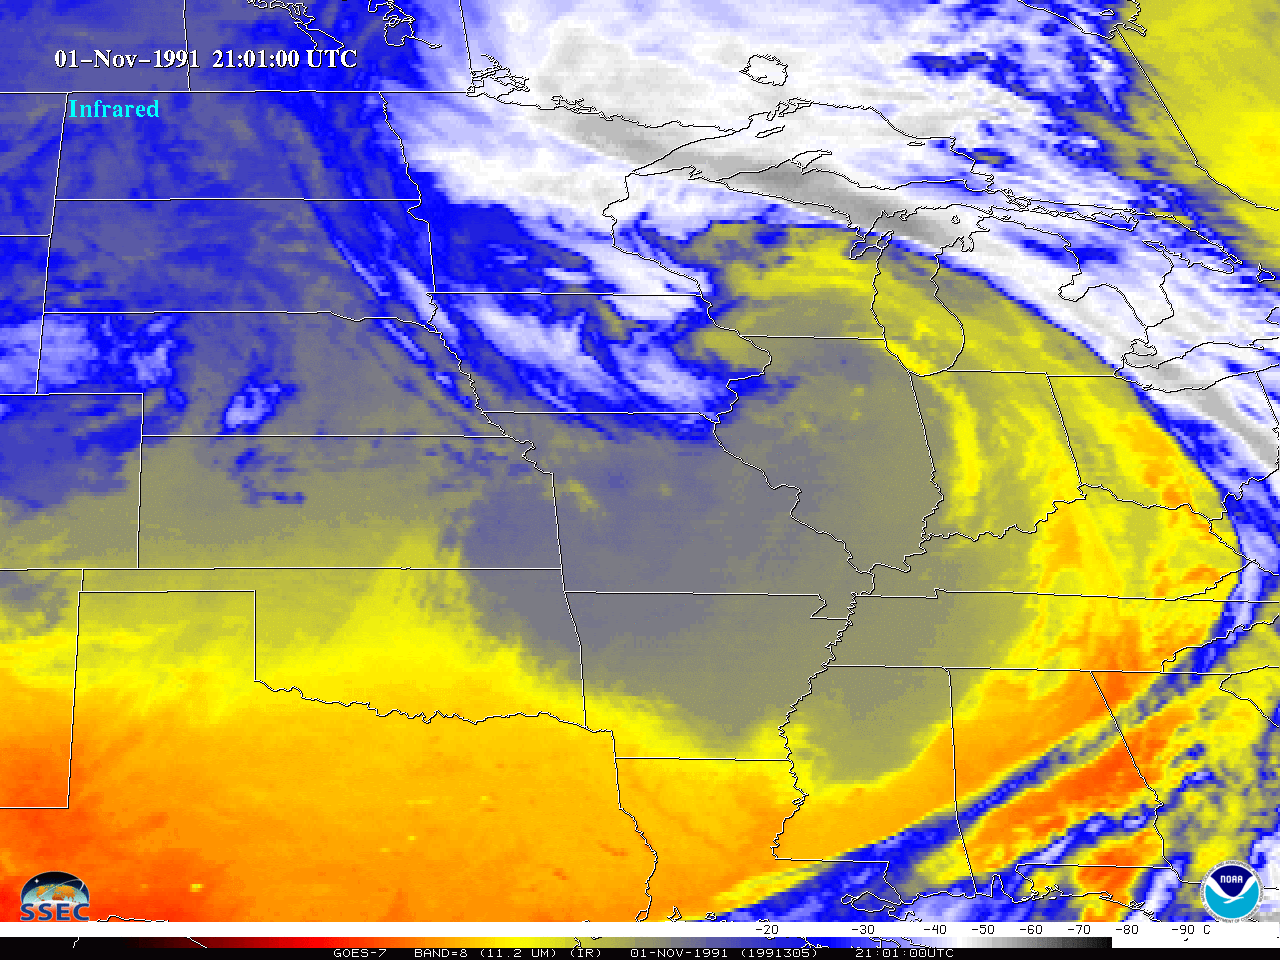 01-Nov-1991 21:01:00 UTC
Infrared
SSEC
NOAA
-20 -30 -40 -50 -60 -70 -80 -90 C
GOES-7 BAND=8 (11.2 UM) (IR) 01-NOV-1991 (1991305) 21:01:00UTC